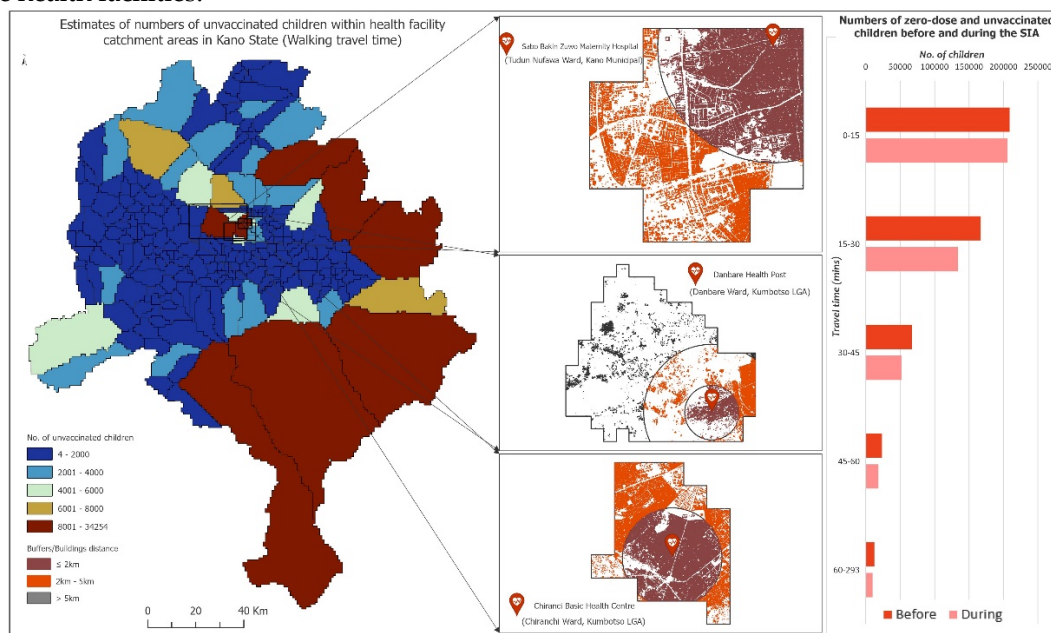 Estimates of numbers of unvaccinated children within health facility
catchment areas in Kano State (Walking travel time)
No. of unvaccinated children
4 - 2000
2001 - 4000
4001 - 6000
6001 - 8000
8001 - 34254
Buffers/Buildings distance
≤ 2km
2km - 5km
> 5km
0 20 40 Km
Sabo Bakin Zuwo Maternity Hospital
(Tudun Nufawa Ward, Kano Municipal)
Danbare Health Post
(Danbare Ward, Kumbotso LGA)
Chiranci Basic Health Centre
(Chiranchi Ward, Kumbotso LGA)
Numbers of zero-dose and unvaccinated
children before and during the SIA
No. of children
0 50000 100000 150000 200000 250000
Travel time (mins)
0-15
15-30
30-45
45-60
60-293
Before During